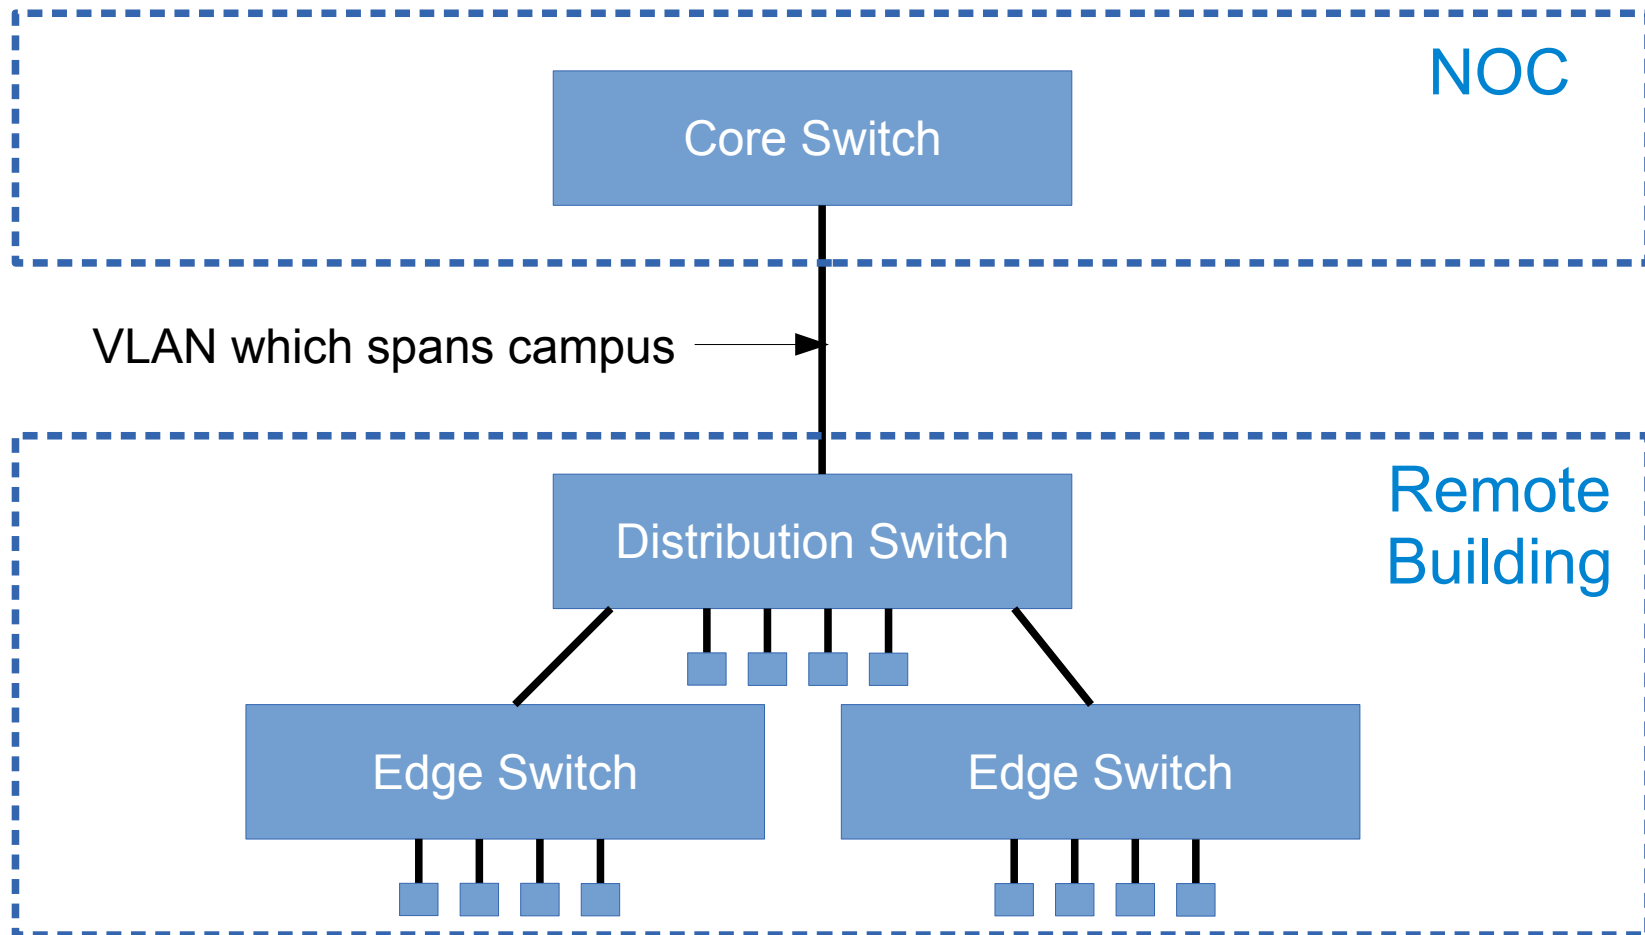 NOC
Core Switch
VLAN which spans campus
Remote
Building
Distribution Switch
Edge Switch
Edge Switch